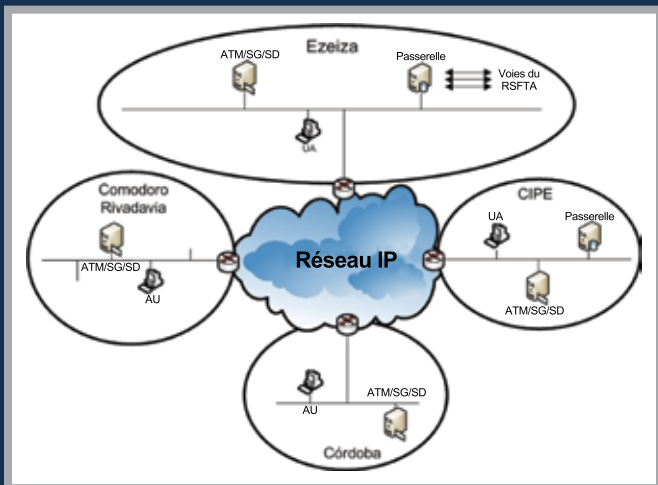 Ezeiza
ATM/SG/SD
Passerelle
Voies du
RSFTA
UA
Comodoro
Rivadavia
ATM/SG/SD
AU
Réseau IP
CIPE
UA
Passerelle
ATM/SG/SD
AU
ATM/SG/SD
Córdoba